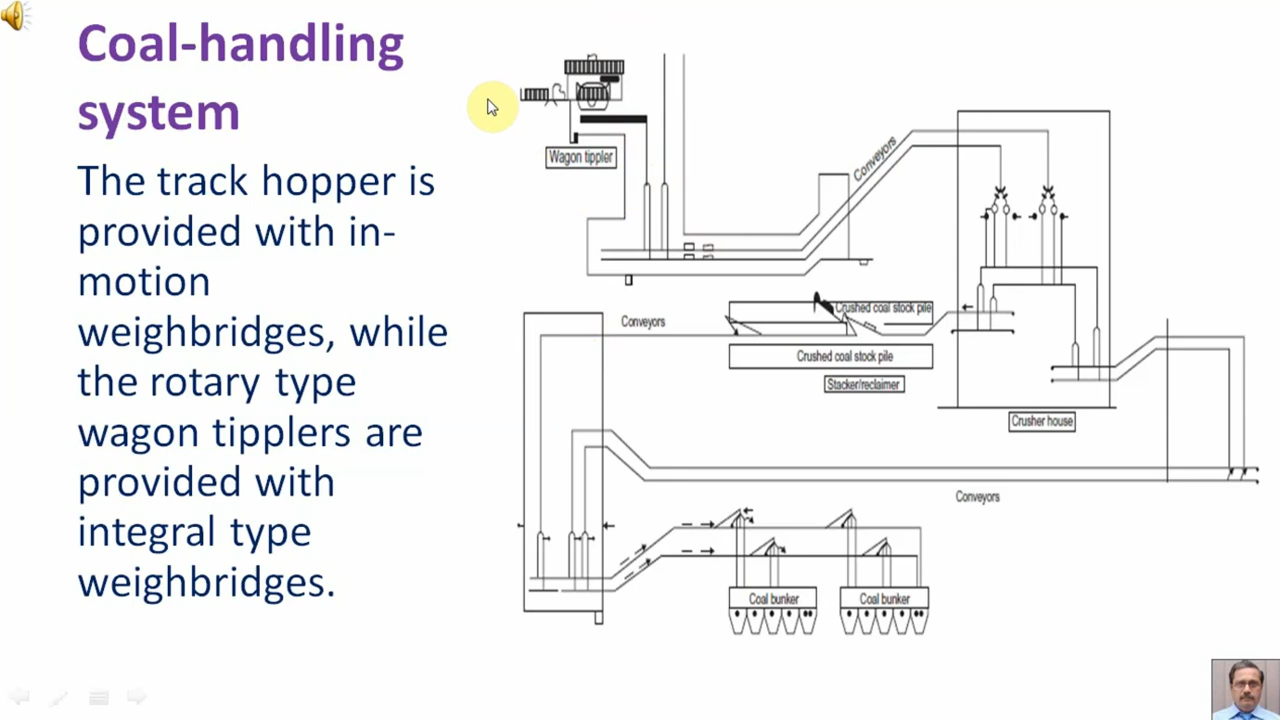 Coal-handling
system
The track hopper is
provided with in-
motion
weighbridges, while
the rotary type
wagon tipplers are
provided with
integral type
weighbridges.
Wagon tippler
Conveyors
Conveyors
Crushed coal stock pile
Crushed coal stock pile
Stacker/reclaimer
Crusher house
Conveyors
Coal bunker
Coal bunker